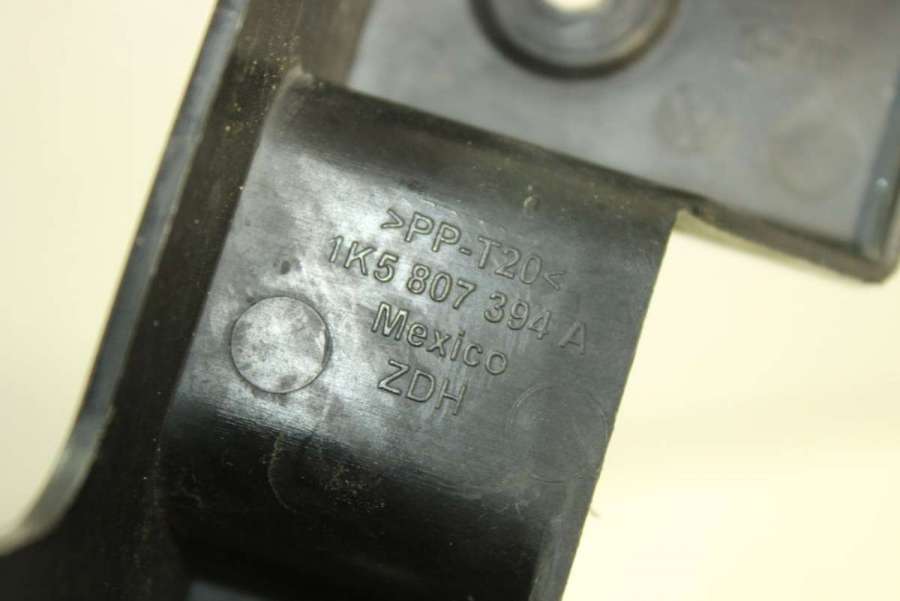 >PP-T20<
1K5 807 394 A
Mexico
ZDH